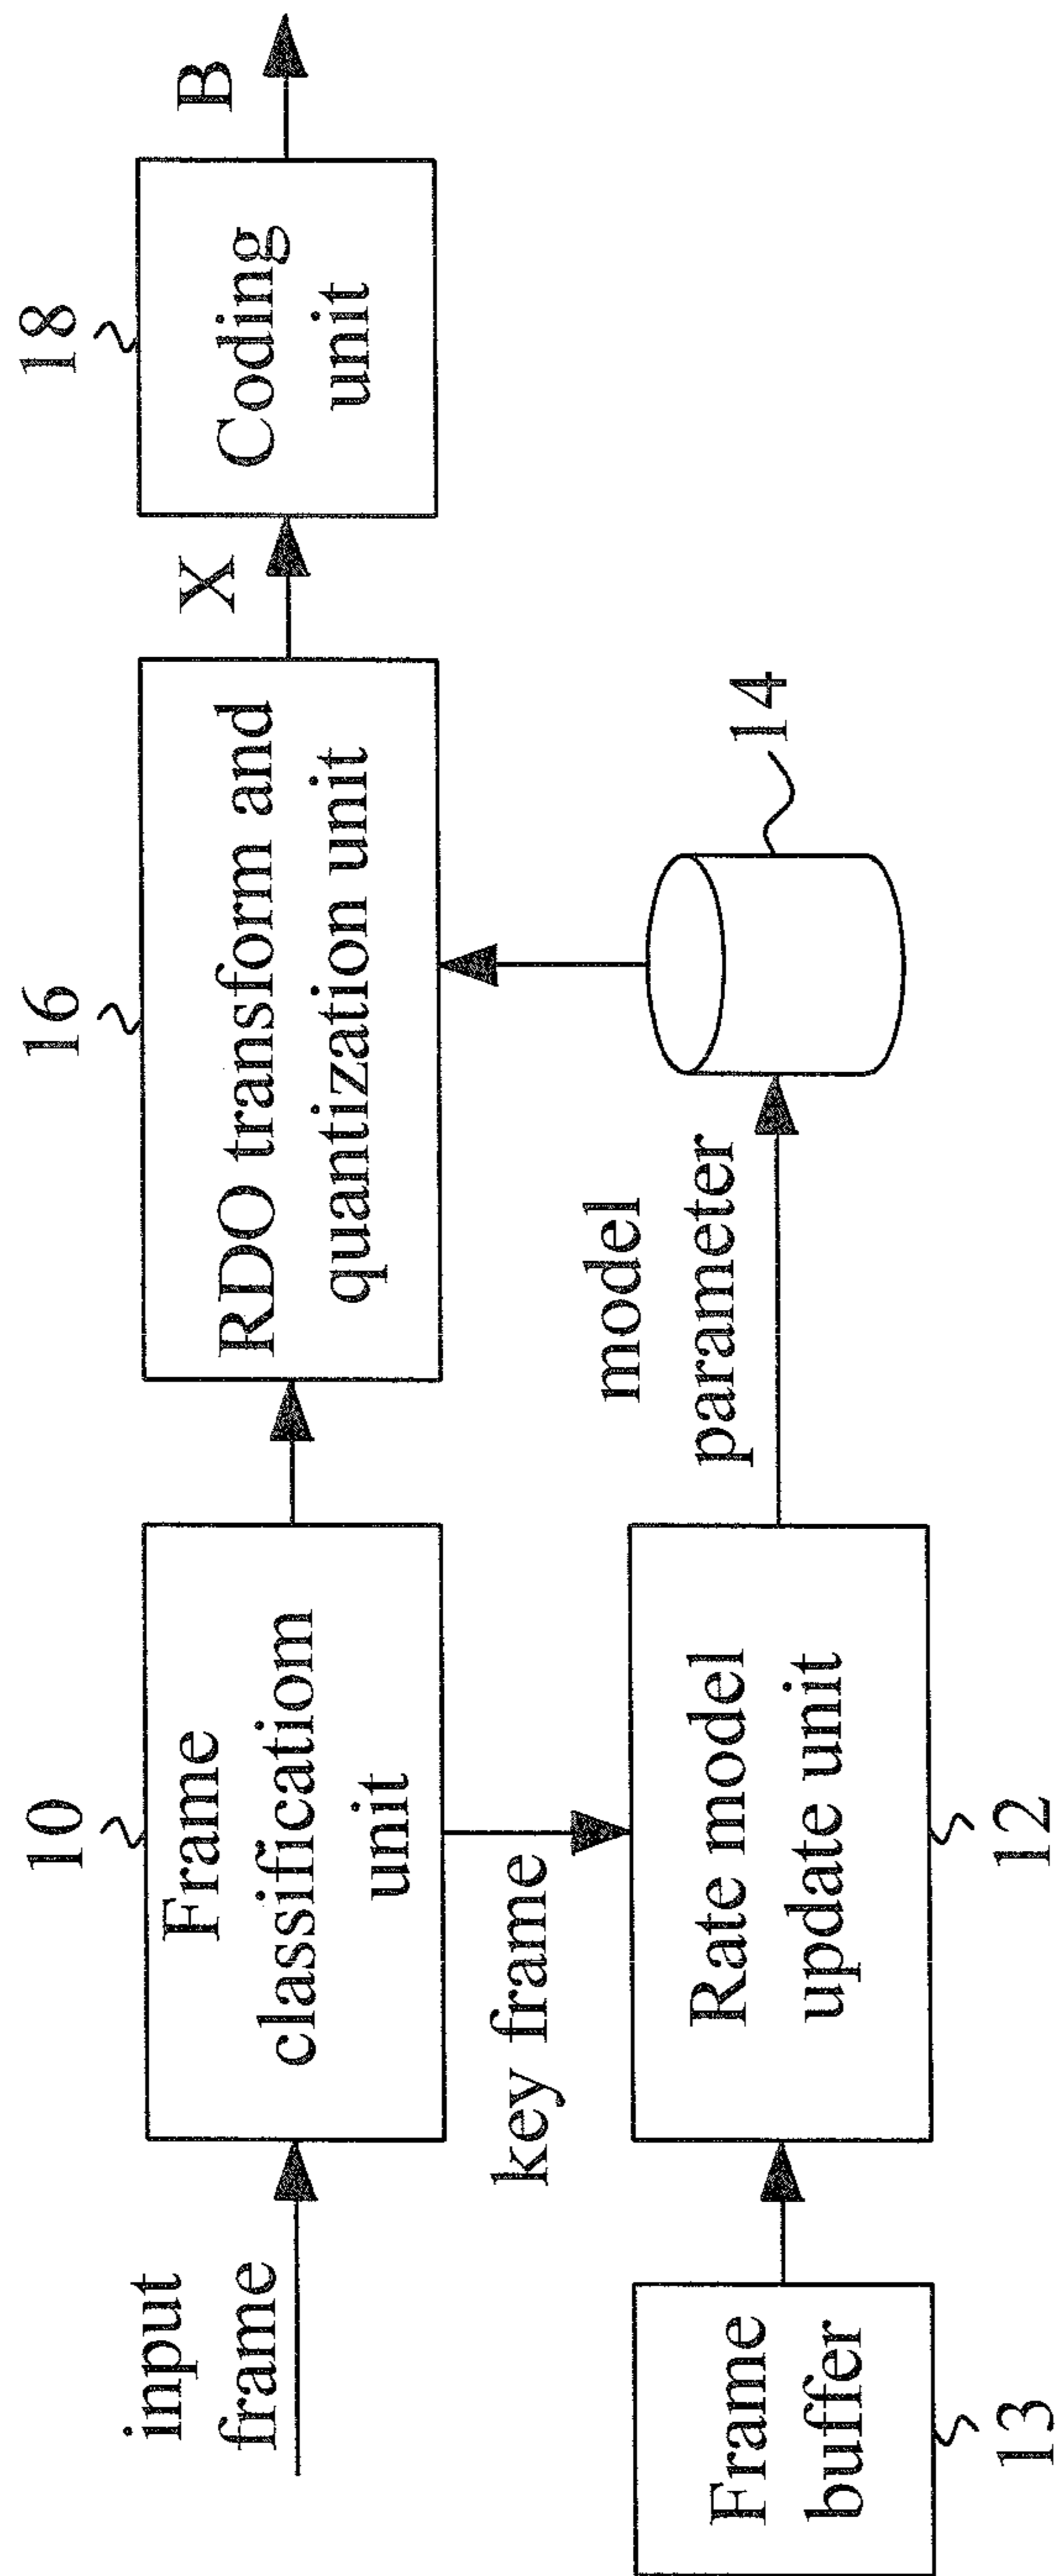 input
frame
10
Frame
classificatiom
unit
16
RDO transform and
quantization unit
X
18
Coding
unit
B
key frame
Frame
buffer
13
Rate model
update unit
12
model
parameter
14